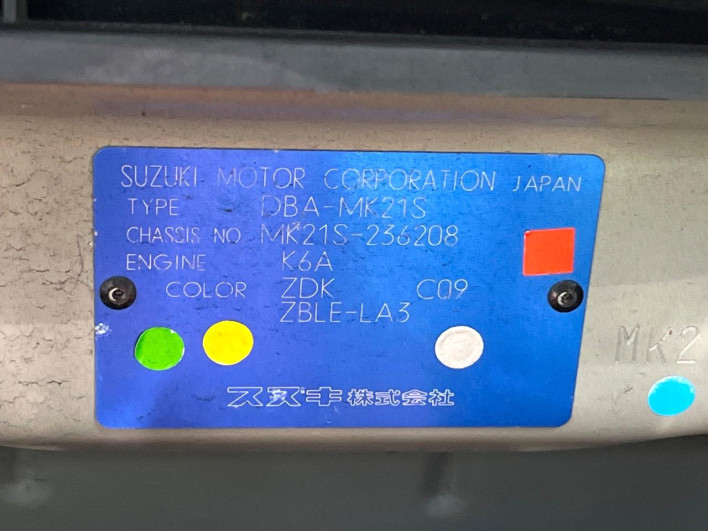 SUZUKI MOTOR CORPORATION JAPAN
TYPE DBA-MK21S
CHASSIS NO MK21S-236208
ENGINE K6A
COLOR ZDK C09
ZBLE-LA3
スズキ株式会社
MK2